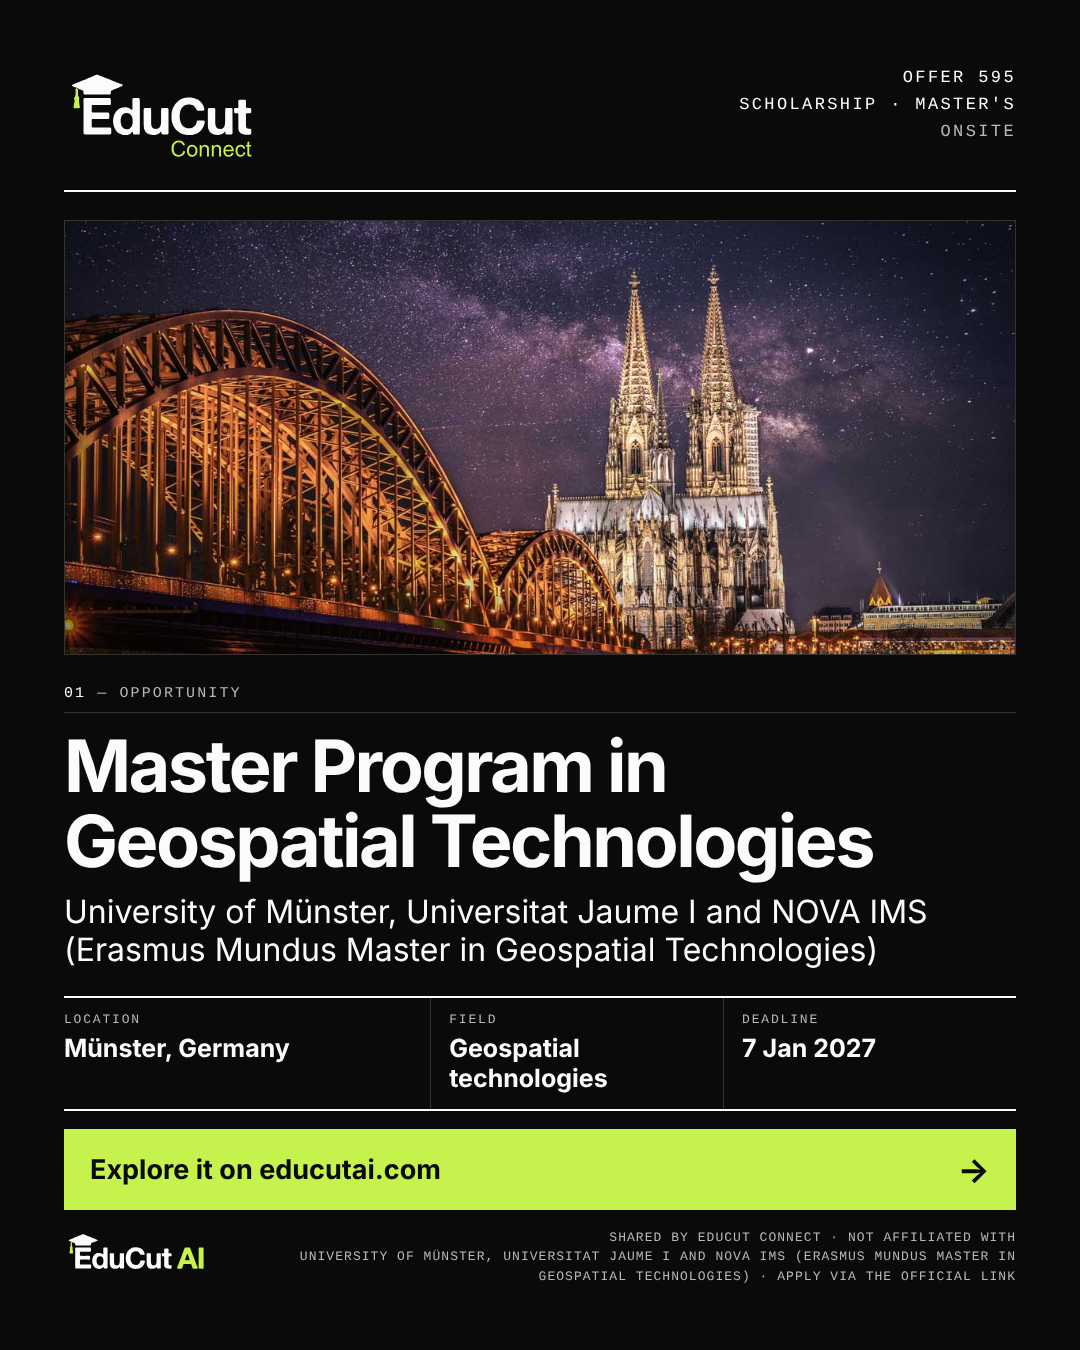 EduCut
Connect
OFFER 595
SCHOLARSHIP · MASTER'S
ONSITE
01 — OPPORTUNITY
Master Program in
Geospatial Technologies
University of Münster, Universitat Jaume I and NOVA IMS
(Erasmus Mundus Master in Geospatial Technologies)
LOCATION
Münster, Germany
FIELD
Geospatial
technologies
DEADLINE
7 Jan 2027
Explore it on educutai.com →
EduCut AI
SHARED BY EDUCUT CONNECT · NOT AFFILIATED WITH
UNIVERSITY OF MÜNSTER, UNIVERSITAT JAUME I AND NOVA IMS (ERASMUS MUNDUS MASTER IN
GEOSPATIAL TECHNOLOGIES) · APPLY VIA THE OFFICIAL LINK